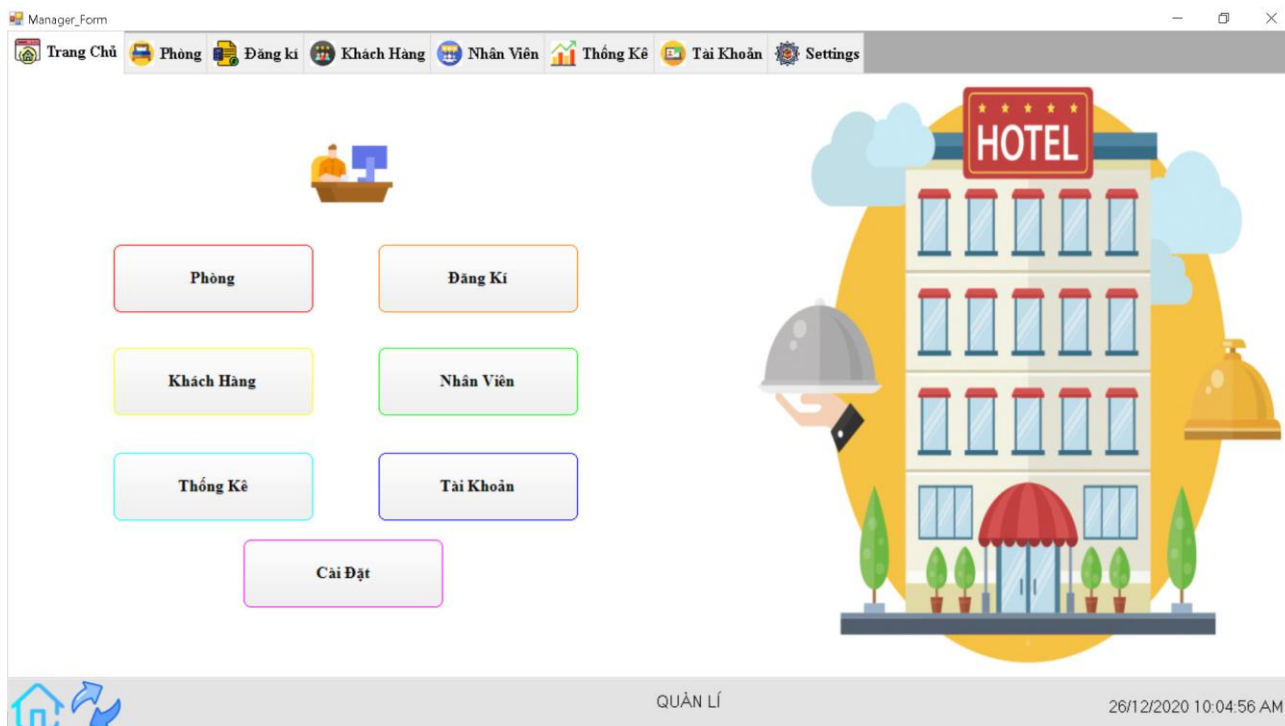 Manager_Form
Trang Chủ Phòng Đăng kí Khách Hàng Nhân Viên Thống Kê Tài Khoản Settings
HOTEL
Phòng Đăng Kí
Khách Hàng Nhân Viên
Thống Kê Tài Khoản
Cài Đặt
QUẢN LÍ 26/12/2020 10:04:56 AM